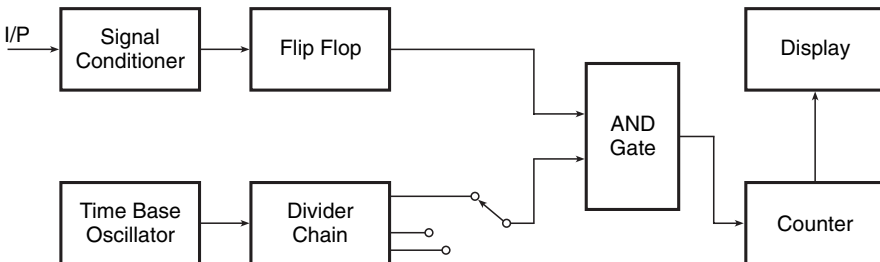 I/P
Signal
Conditioner
Flip Flop
AND
Gate
Display
Time Base
Oscillator
Divider
Chain
Counter